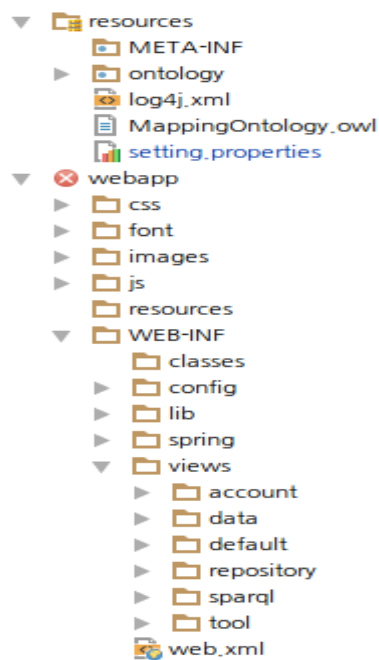 resources
META-INF
ontology
log4j.xml
MappingOntology.owl
setting.properties
webapp
css
font
images
js
resources
WEB-INF
classes
config
lib
spring
views
account
data
default
repository
sparql
tool
web.xml